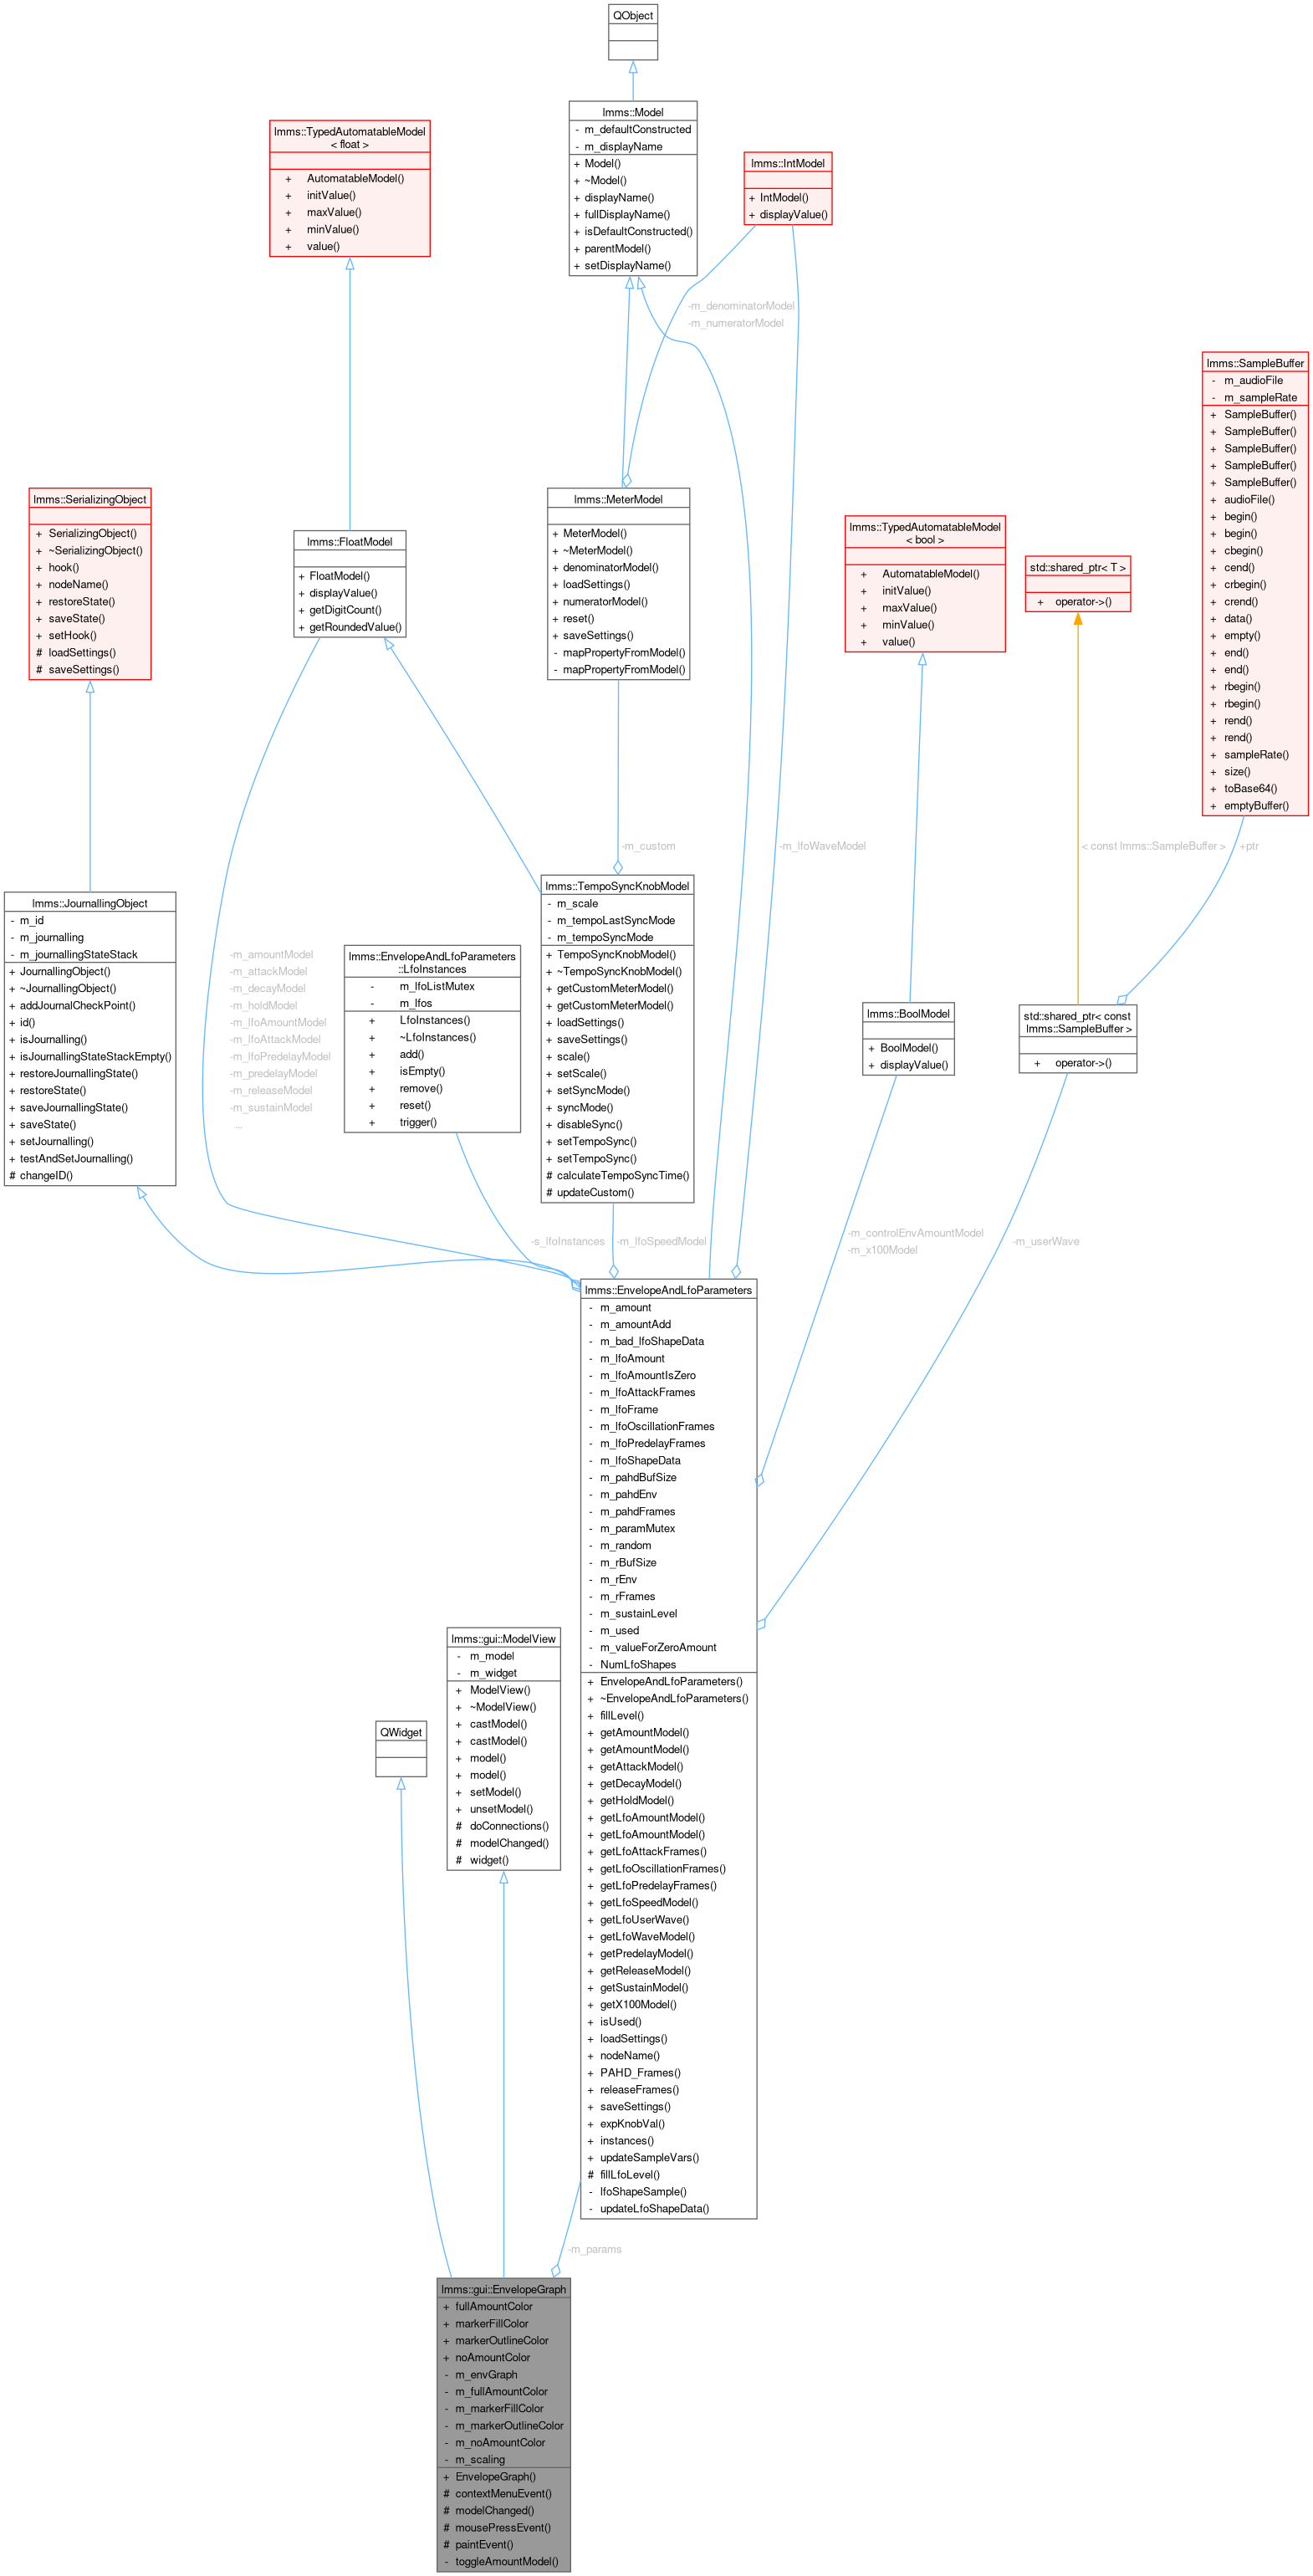 QObject
lmms::Model
- m_defaultConstructed
- m_displayName
+ Model()
+ ~Model()
+ displayName()
+ fullDisplayName()
+ isDefaultConstructed()
+ parentModel()
+ setDisplayName()
lmms::TypedAutomatableModel
< float >
+ AutomatableModel()
+ initValue()
+ maxValue()
+ minValue()
+ value()
lmms::IntModel
+ IntModel()
+ displayValue()
-m_denominatorModel
-m_numeratorModel
lmms::SampleBuffer
- m_audioFile
- m_sampleRate
+ SampleBuffer()
+ SampleBuffer()
+ SampleBuffer()
+ SampleBuffer()
+ SampleBuffer()
+ audioFile()
+ begin()
+ begin()
+ cbegin()
+ cend()
+ crbegin()
+ crend()
+ data()
+ empty()
+ end()
+ end()
+ rbegin()
+ rbegin()
+ rend()
+ rend()
+ sampleRate()
+ size()
+ toBase64()
+ emptyBuffer()
lmms::SerializingObject
+ SerializingObject()
+ ~SerializingObject()
+ hook()
+ nodeName()
+ restoreState()
+ saveState()
+ setHook()
# loadSettings()
# saveSettings()
lmms::FloatModel
+ FloatModel()
+ displayValue()
+ getDigitCount()
+ getRoundedValue()
lmms::MeterModel
+ MeterModel()
+ ~MeterModel()
+ denominatorModel()
+ loadSettings()
+ numeratorModel()
+ reset()
+ saveSettings()
- mapPropertyFromModel()
- mapPropertyFromModel()
lmms::TypedAutomatableModel
< bool >
+ AutomatableModel()
+ initValue()
+ maxValue()
+ minValue()
+ value()
std::shared_ptr< T >
+ operator->()
-m_custom
-m_lfoWaveModel
< const lmms::SampleBuffer >
+ptr
lmms::JournallingObject
- m_id
- m_journalling
- m_journallingStateStack
+ JournallingObject()
+ ~JournallingObject()
+ addJournalCheckPoint()
+ id()
+ isJournalling()
+ isJournallingStateStackEmpty()
+ restoreJournallingState()
+ restoreState()
+ saveJournallingState()
+ saveState()
+ setJournalling()
+ testAndSetJournalling()
# changeID()
-m_amountModel
-m_attackModel
-m_decayModel
-m_holdModel
-m_lfoAmountModel
-m_lfoAttackModel
-m_lfoPredelayModel
-m_predelayModel
-m_releaseModel
-m_sustainModel
...
lmms::EnvelopeAndLfoParameters
::LfoInstances
- m_lfoListMutex
- m_lfos
+ LfoInstances()
+ ~LfoInstances()
+ add()
+ isEmpty()
+ remove()
+ reset()
+ trigger()
lmms::TempoSyncKnobModel
- m_scale
- m_tempoLastSyncMode
- m_tempoSyncMode
+ TempoSyncKnobModel()
+ ~TempoSyncKnobModel()
+ getCustomMeterModel()
+ getCustomMeterModel()
+ loadSettings()
+ saveSettings()
+ scale()
+ setScale()
+ setSyncMode()
+ syncMode()
+ disableSync()
+ setTempoSync()
+ setTempoSync()
# calculateTempoSyncTime()
# updateCustom()
lmms::BoolModel
+ BoolModel()
+ displayValue()
std::shared_ptr< const
lmms::SampleBuffer >
+ operator->()
-s_lfoInstances
-m_lfoSpeedModel
-m_controlEnvAmountModel
-m_x100Model
-m_userWave
lmms::EnvelopeAndLfoParameters
- m_amount
- m_amountAdd
- m_bad_lfoShapeData
- m_lfoAmount
- m_lfoAmountIsZero
- m_lfoAttackFrames
- m_lfoFrame
- m_lfoOscillationFrames
- m_lfoPredelayFrames
- m_lfoShapeData
- m_pahdBufSize
- m_pahdEnv
- m_pahdFrames
- m_paramMutex
- m_random
- m_rBufSize
- m_rEnv
- m_rFrames
- m_sustainLevel
- m_used
- m_valueForZeroAmount
- NumLfoShapes
+ EnvelopeAndLfoParameters()
+ ~EnvelopeAndLfoParameters()
+ fillLevel()
+ getAmountModel()
+ getAmountModel()
+ getAttackModel()
+ getDecayModel()
+ getHoldModel()
+ getLfoAmountModel()
+ getLfoAmountModel()
+ getLfoAttackFrames()
+ getLfoOscillationFrames()
+ getLfoPredelayFrames()
+ getLfoSpeedModel()
+ getLfoUserWave()
+ getLfoWaveModel()
+ getPredelayModel()
+ getReleaseModel()
+ getSustainModel()
+ getX100Model()
+ isUsed()
+ loadSettings()
+ nodeName()
+ PAHD_Frames()
+ releaseFrames()
+ saveSettings()
+ expKnobVal()
+ instances()
+ updateSampleVars()
# fillLfoLevel()
- lfoShapeSample()
- updateLfoShapeData()
lmms::gui::ModelView
- m_model
- m_widget
+ ModelView()
+ ~ModelView()
+ castModel()
+ castModel()
+ model()
+ model()
+ setModel()
+ unsetModel()
# doConnections()
# modelChanged()
# widget()
QWidget
-m_params
lmms::gui::EnvelopeGraph
+ fullAmountColor
+ markerFillColor
+ markerOutlineColor
+ noAmountColor
- m_envGraph
- m_fullAmountColor
- m_markerFillColor
- m_markerOutlineColor
- m_noAmountColor
- m_scaling
+ EnvelopeGraph()
# contextMenuEvent()
# modelChanged()
# mousePressEvent()
# paintEvent()
- toggleAmountModel()